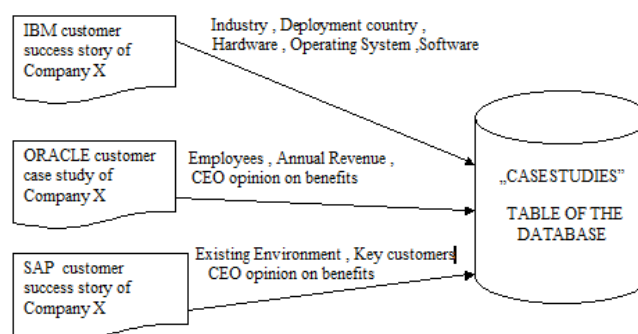 IBM customer
success story of
Company X
Industry , Deployment country ,
Hardware , Operating System ,Software
ORACLE customer
case study of
Company X
Employees , Annual Revenue ,
CEO opinion on benefits
SAP customer
success story of
Company X
Existing Environment , Key customers
CEO opinion on benefits
„CASESTUDIES”
TABLE OF THE
DATABASE